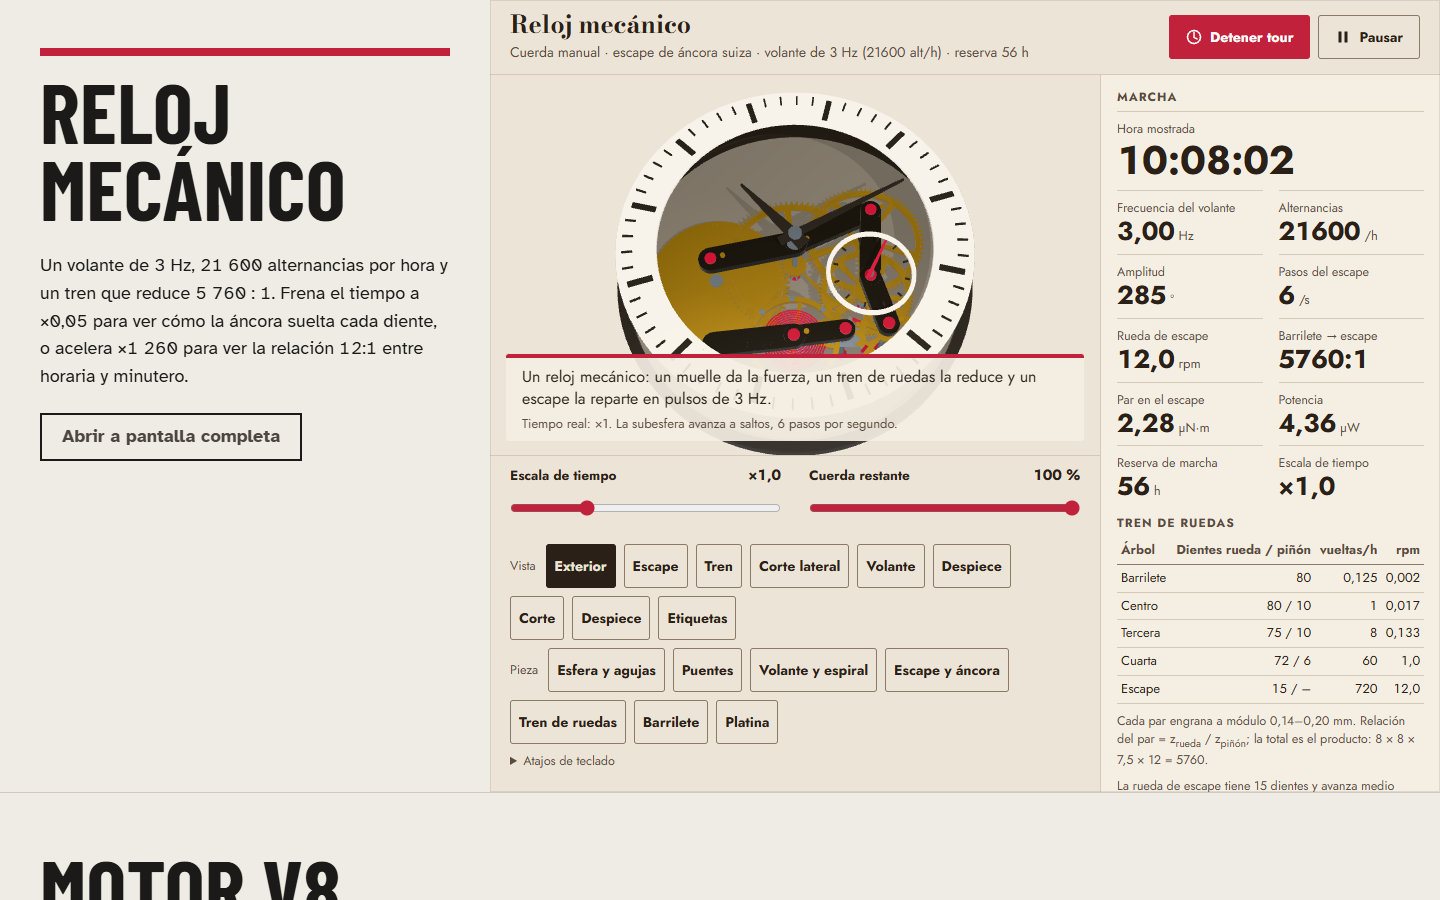 RELOJ
MECÁNICO
Un volante de 3 Hz, 21 600 alternancias por hora y
un tren que reduce 5 760 : 1. Frena el tiempo a
×0,05 para ver cómo la áncora suelta cada diente,
o acelera ×1 260 para ver la relación 12:1 entre
horaria y minutero.
Abrir a pantalla completa
Reloj mecánico
Cuerda manual · escape de áncora suiza · volante de 3 Hz (21600 alt/h) · reserva 56 h
Detener tour
Pausar
Un reloj mecánico: un muelle da la fuerza, un tren de ruedas la reduce y un
escape la reparte en pulsos de 3 Hz.
Tiempo real: ×1. La subesfera avanza a saltos, 6 pasos por segundo.
Escala de tiempo ×1,0
Cuerda restante 100 %
Vista Exterior Escape Tren Corte lateral Volante Despiece
Corte Despiece Etiquetas
Pieza Esfera y agujas Puentes Volante y espiral Escape y áncora
Tren de ruedas Barrilete Platina
Atajos de teclado
MARCHA
Hora mostrada
10:08:02
Frecuencia del volante Alternancias
3,00 Hz 21600 /h
Amplitud Pasos del escape
285 ° 6 /s
Rueda de escape Barrilete → escape
12,0 rpm 5760:1
Par en el escape Potencia
2,28 µN·m 4,36 µW
Reserva de marcha Escala de tiempo
56 h ×1,0
TREN DE RUEDAS
Árbol Dientes rueda / piñón vueltas/h rpm
Barrilete 80 0,125 0,002
Centro 80 / 10 1 0,017
Tercera 75 / 10 8 0,133
Cuarta 72 / 6 60 1,0
Escape 15 / – 720 12,0
Cada par engrana a módulo 0,14–0,20 mm. Relación
del par = zrueda / zpiñón; la total es el producto: 8 × 8 ×
7,5 × 12 = 5760.
La rueda de escape tiene 15 dientes y avanza medio
MOTOR V8